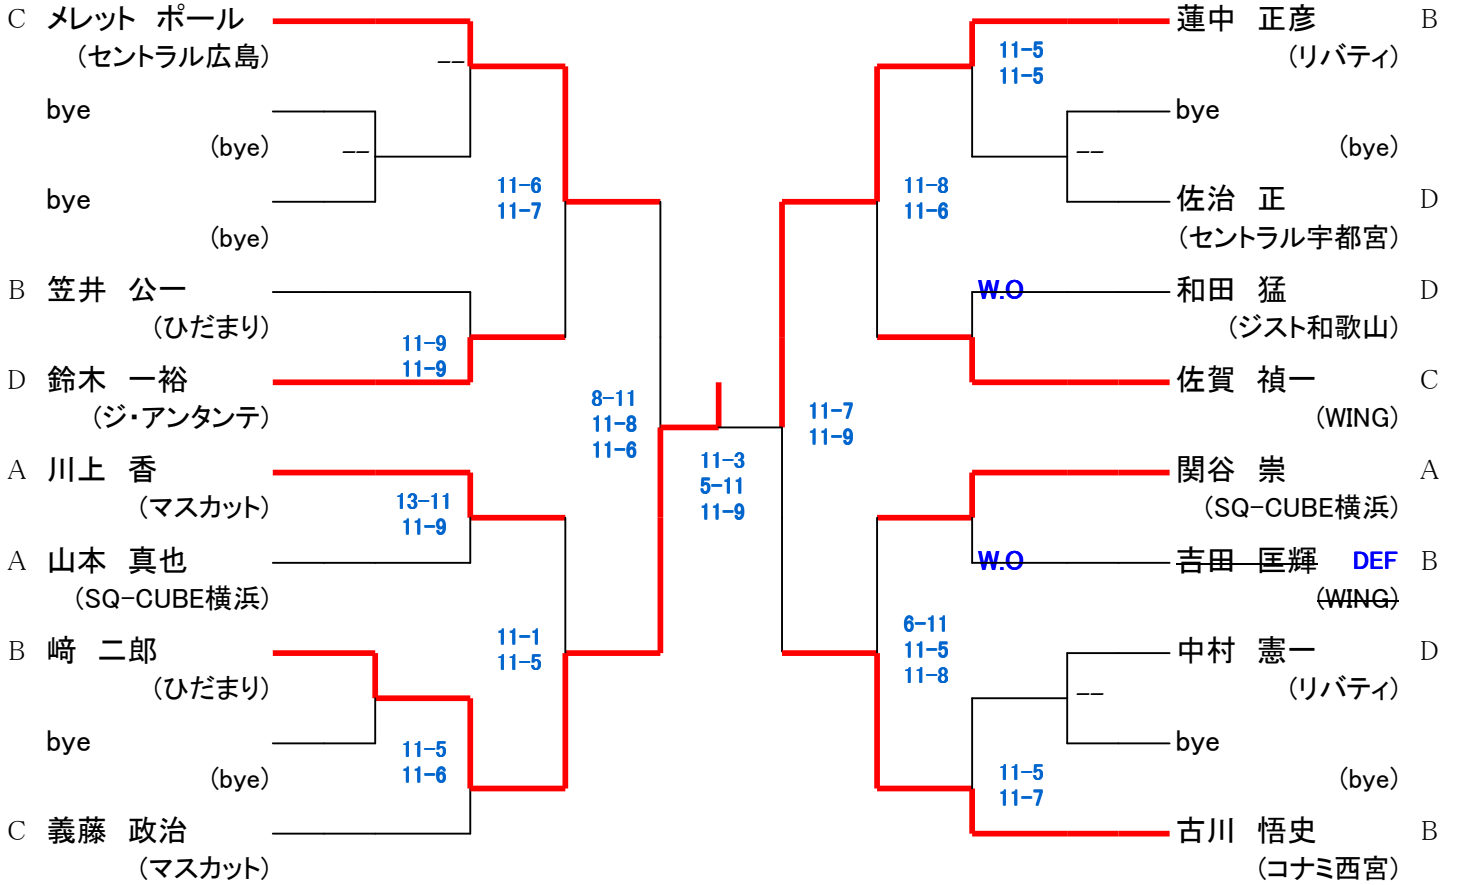 C メレット ポール
(セントラル広島)
--
bye
(bye)
--
bye
(bye)
11-6
11-7
B 笠井 公一
(ひだまり)
11-9
11-9
D 鈴木 一裕
(ジ・アンタンテ)
8-11
11-8
11-6
A 川上 香
(マスカット)
13-11
11-9
A 山本 真也
(SQ-CUBE横浜)
11-1
11-5
B 﨑 二郎
(ひだまり)
bye
(bye)
11-5
11-6
C 義藤 政治
(マスカット)
11-3
5-11
11-9
蓮中 正彦 B
(リバティ)
11-5
11-5
bye
(bye)
--
佐治 正 D
(セントラル宇都宮)
11-8
11-6
W.O
和田 猛 D
(ジスト和歌山)
佐賀 禎一 C
(WING)
11-7
11-9
関谷 崇 A
(SQ-CUBE横浜)
W.O
吉田 匡輝 DEF B
(WING)
6-11
11-5
11-8
中村 憲一 D
(リバティ)
--
bye
(bye)
11-5
11-7
古川 悟史 B
(コナミ西宮)